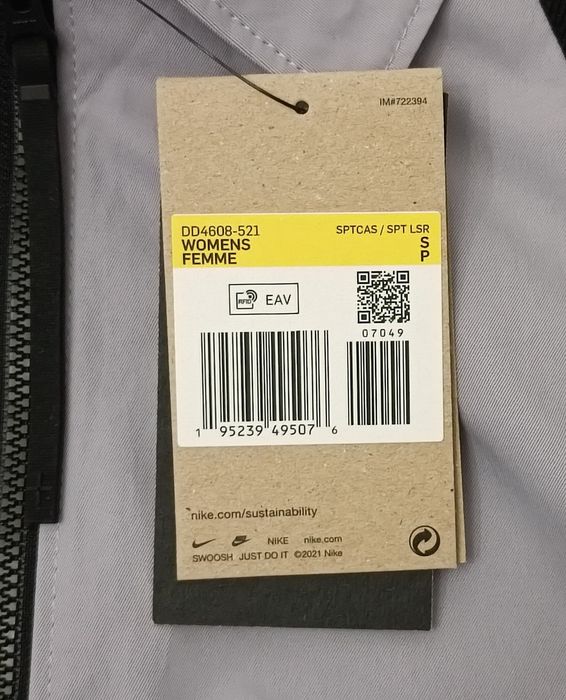 IM#722394
DD4608-521 SPTCAS / SPT LSR
WOMENS S
FEMME P
RFID EAV
07049
1 95239 49507 6
nike.com/sustainability
NIKE nike.com
SWOOSH JUST DO IT ©2021 Nike